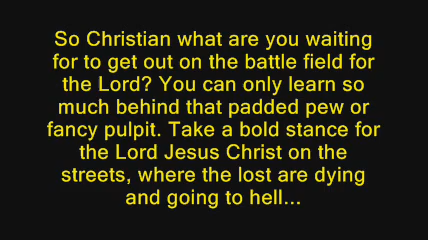 So Christian what are you waiting
for to get out on the battle field for
the Lord? You can only learn so
much behind that padded pew or
fancy pulpit. Take a bold stance for
the Lord Jesus Christ on the
streets, where the lost are dying
and going to hell...